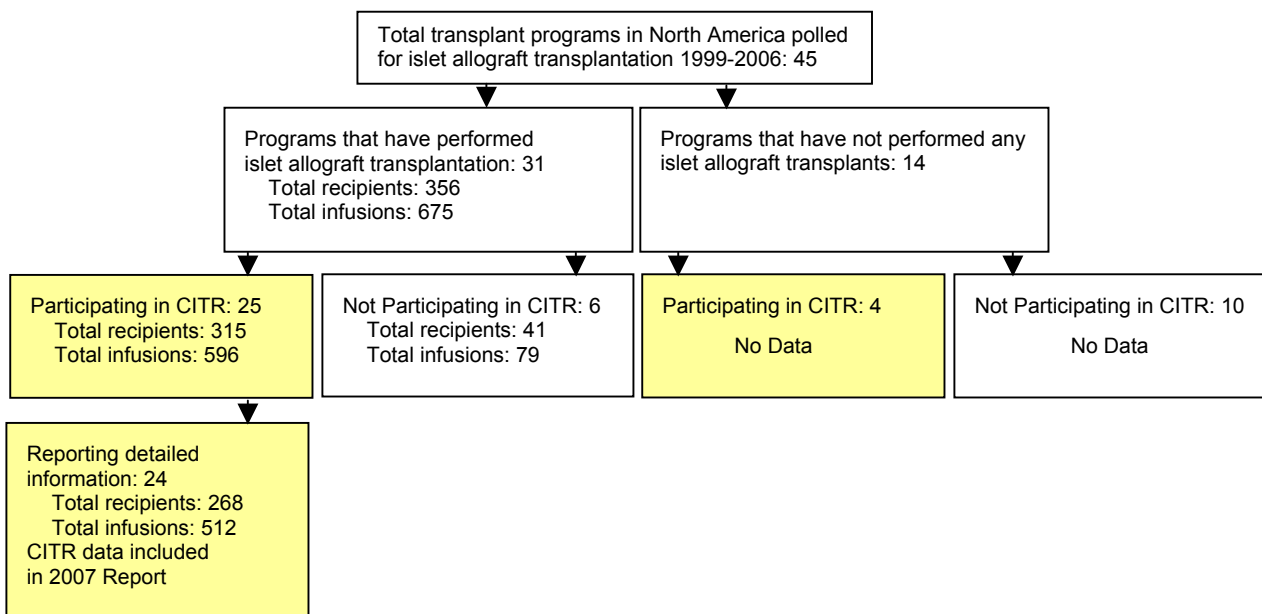 Total transplant programs in North America polled
for islet allograft transplantation 1999-2006: 45
Programs that have performed
islet allograft transplantation: 31
Total recipients: 356
Total infusions: 675
Programs that have not performed any
islet allograft transplants: 14
Participating in CITR: 25
Total recipients: 315
Total infusions: 596
Not Participating in CITR: 6
Total recipients: 41
Total infusions: 79
Participating in CITR: 4
No Data
Not Participating in CITR: 10
No Data
Reporting detailed
information: 24
Total recipients: 268
Total infusions: 512
CITR data included
in 2007 Report